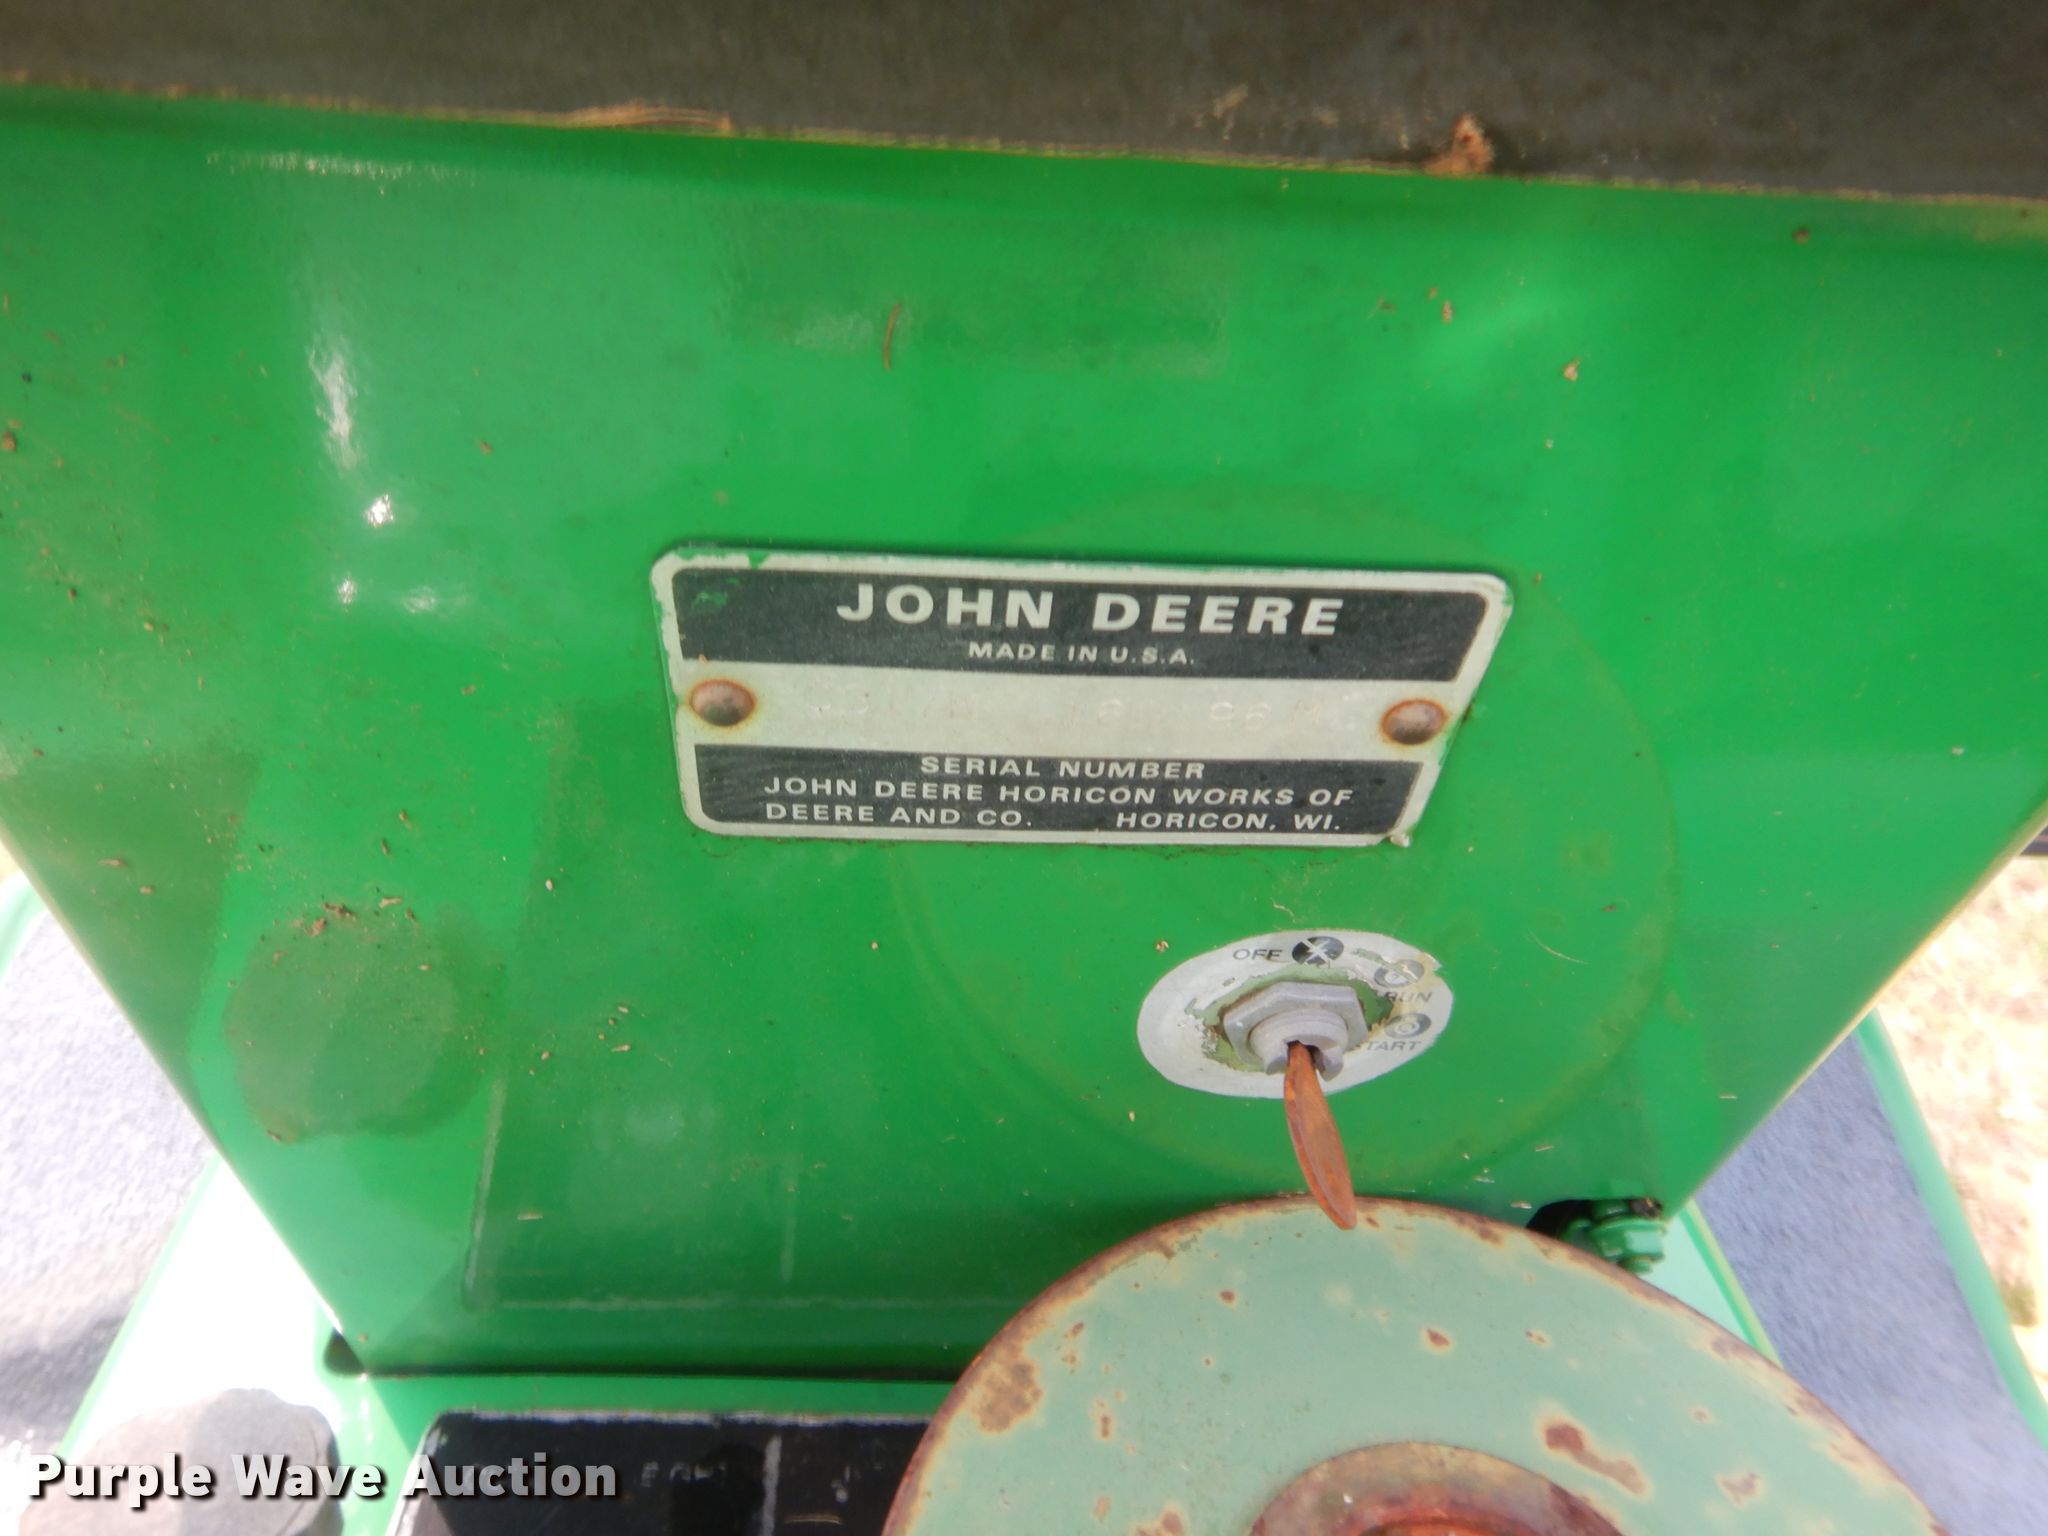 JOHN DEERE
MADE IN U.S.A.
SERIAL NUMBER
JOHN DEERE HORICON WORKS OF
DEERE AND CO. HORICON, WI.
OFF
RUN
START
Purple Wave Auction